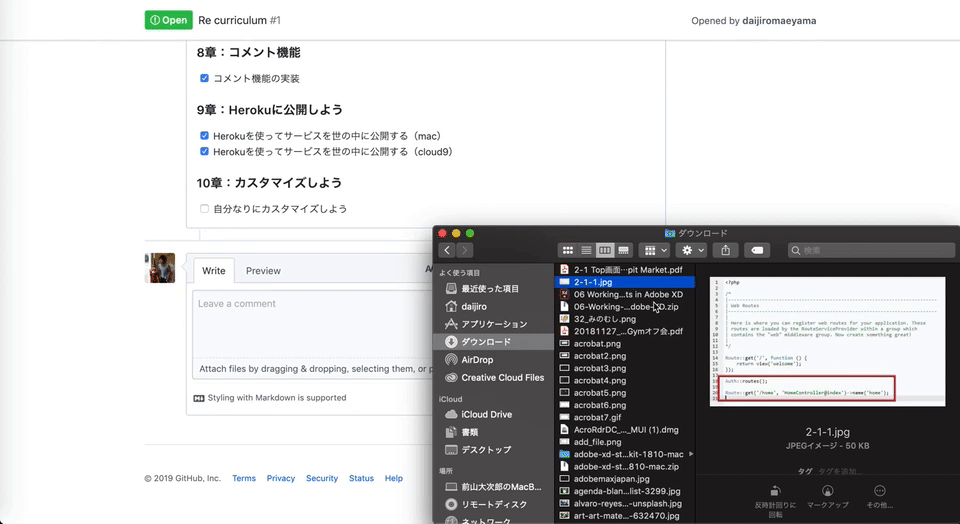 Open Re curriculum #1 Opened by daijiromaeyama
8章：コメント機能
コメント機能の実装
9章：Herokuに公開しよう
Herokuを使ってサービスを世の中に公開する（mac）
Herokuを使ってサービスを世の中に公開する（cloud9）
10章：カスタマイズしよう
自分なりにカスタマイズしよう
Write Preview
Leave a comment
Attach files by dragging & dropping, selecting them, or p
Styling with Markdown is supported
© 2019 GitHub, Inc. Terms Privacy Security Status Help
ダウンロード
検索
よく使う項目
最近使った項目
daijiro
アプリケーション
ダウンロード
AirDrop
Creative Cloud Files
iCloud
iCloud Drive
書類
デスクトップ
場所
前山大次郎のMacB...
リモートディスク
ネットワーク
2-1 Top画面…pit Market.pdf
2-1-1.jpg
06 Working...ts in Adobe XD
06-Working-...dobe-XD.zip
32_みのむし.png
20181127_...Gymオフ会.pdf
acrobat.png
acrobat2.png
acrobat3.png
acrobat4.png
acrobat5.png
acrobat6.png
acrobat7.gif
AcroRdrDC_..._MUI (1).dmg
add_file.png
adobe-xd-st...kit-1810-mac
adobe-xd-st...810-mac.zip
adobemaxjapan.jpg
agenda-blan...list-3299.jpg
alvaro-reyes...-unsplash.jpg
art-art-mate...-632470.jpg
<?php
/*
Web Routes
Here is where you can register web routes for your application. These
routes are loaded by the RouteServiceProvider within a group which
contains the "web" middleware group. Now create something great!
*/
Route::get('/', function () {
return view('welcome');
});
Auth::routes();
Route::get('/home', 'HomeController@index')->name('home');
2-1-1.jpg
JPEGイメージ - 50 KB
タグ タグを追加...
反時計回りに
回転
マークアップ
その他...